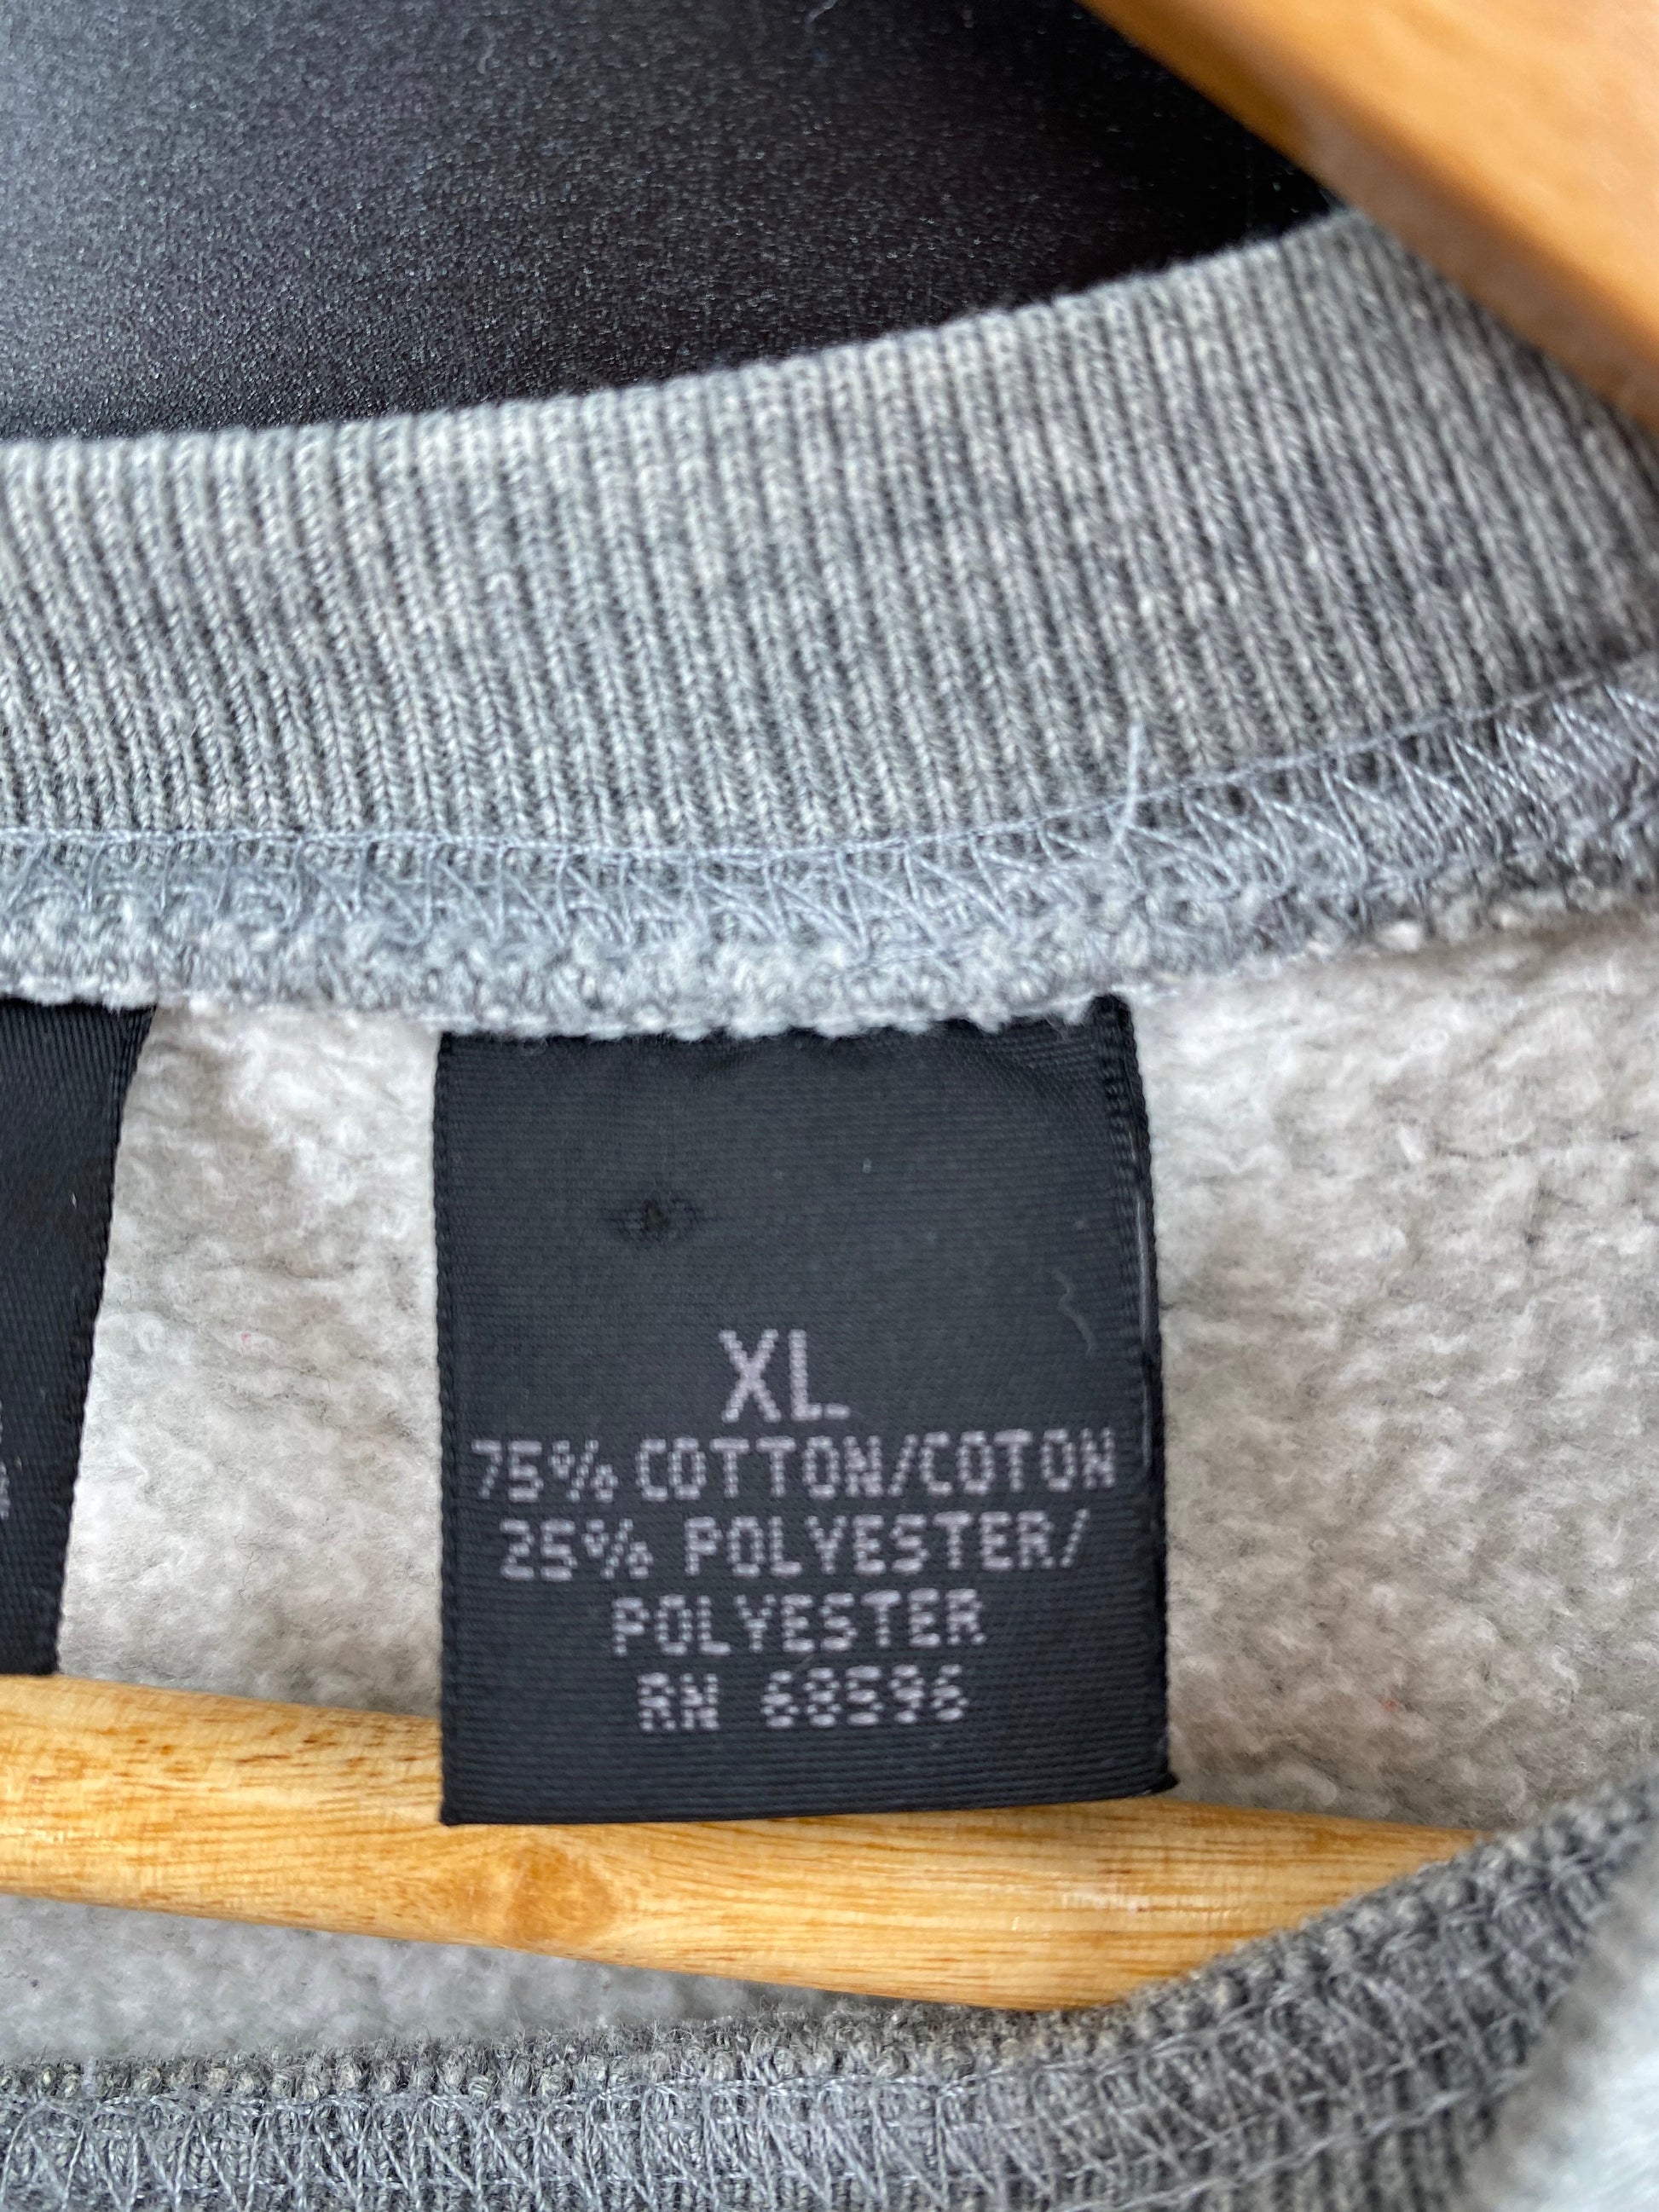 XL
75% COTTON/COTON
25% POLYESTER/
POLYESTER
RN 68596